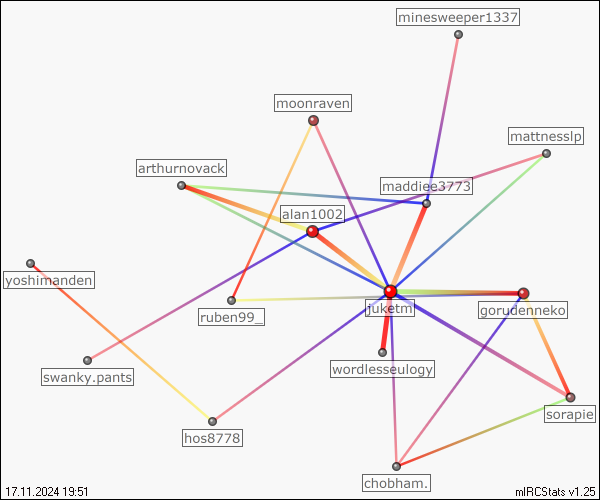 minesweeper1337
moonraven
mattnesslp
arthurnovack
maddiee3773
alan1002
yoshimanden
juketm
gorudenneko
ruben99_
wordlesseulogy
swanky.pants
sorapie
hos8778
chobham.
17.11.2024 19:51
mIRCStats v1.25